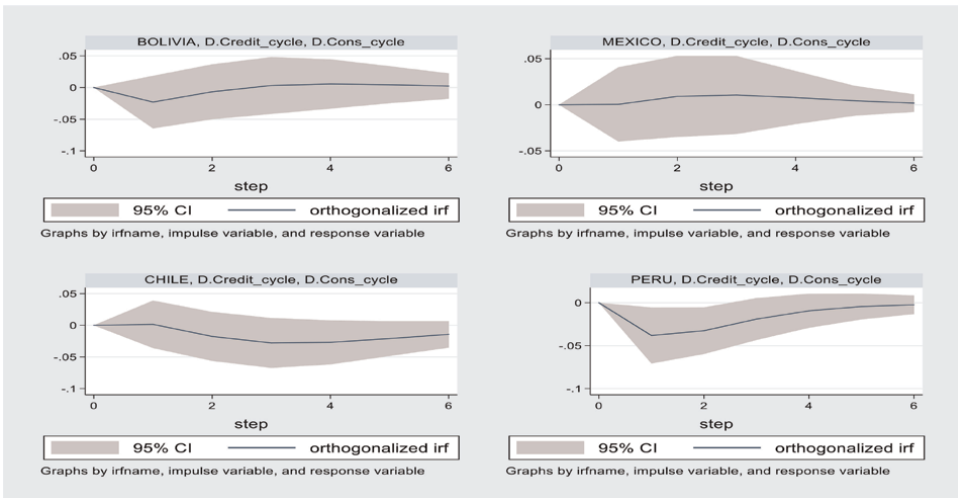 BOLIVIA, D.Credit_cycle, D.Cons_cycle
.05
0
-.05
-.1
0 2 4 6
step
95% CI orthogonalized irf
Graphs by irfname, impulse variable, and response variable
MEXICO, D.Credit_cycle, D.Cons_cycle
.05
0
-.05
0 2 4 6
step
95% CI orthogonalized irf
Graphs by irfname, impulse variable, and response variable
CHILE, D.Credit_cycle, D.Cons_cycle
.05
0
-.05
-.1
0 2 4 6
step
95% CI orthogonalized irf
Graphs by irfname, impulse variable, and response variable
PERU, D.Credit_cycle, D.Cons_cycle
0
-.05
-.1
0 2 4 6
step
95% CI orthogonalized irf
Graphs by irfname, impulse variable, and response variable